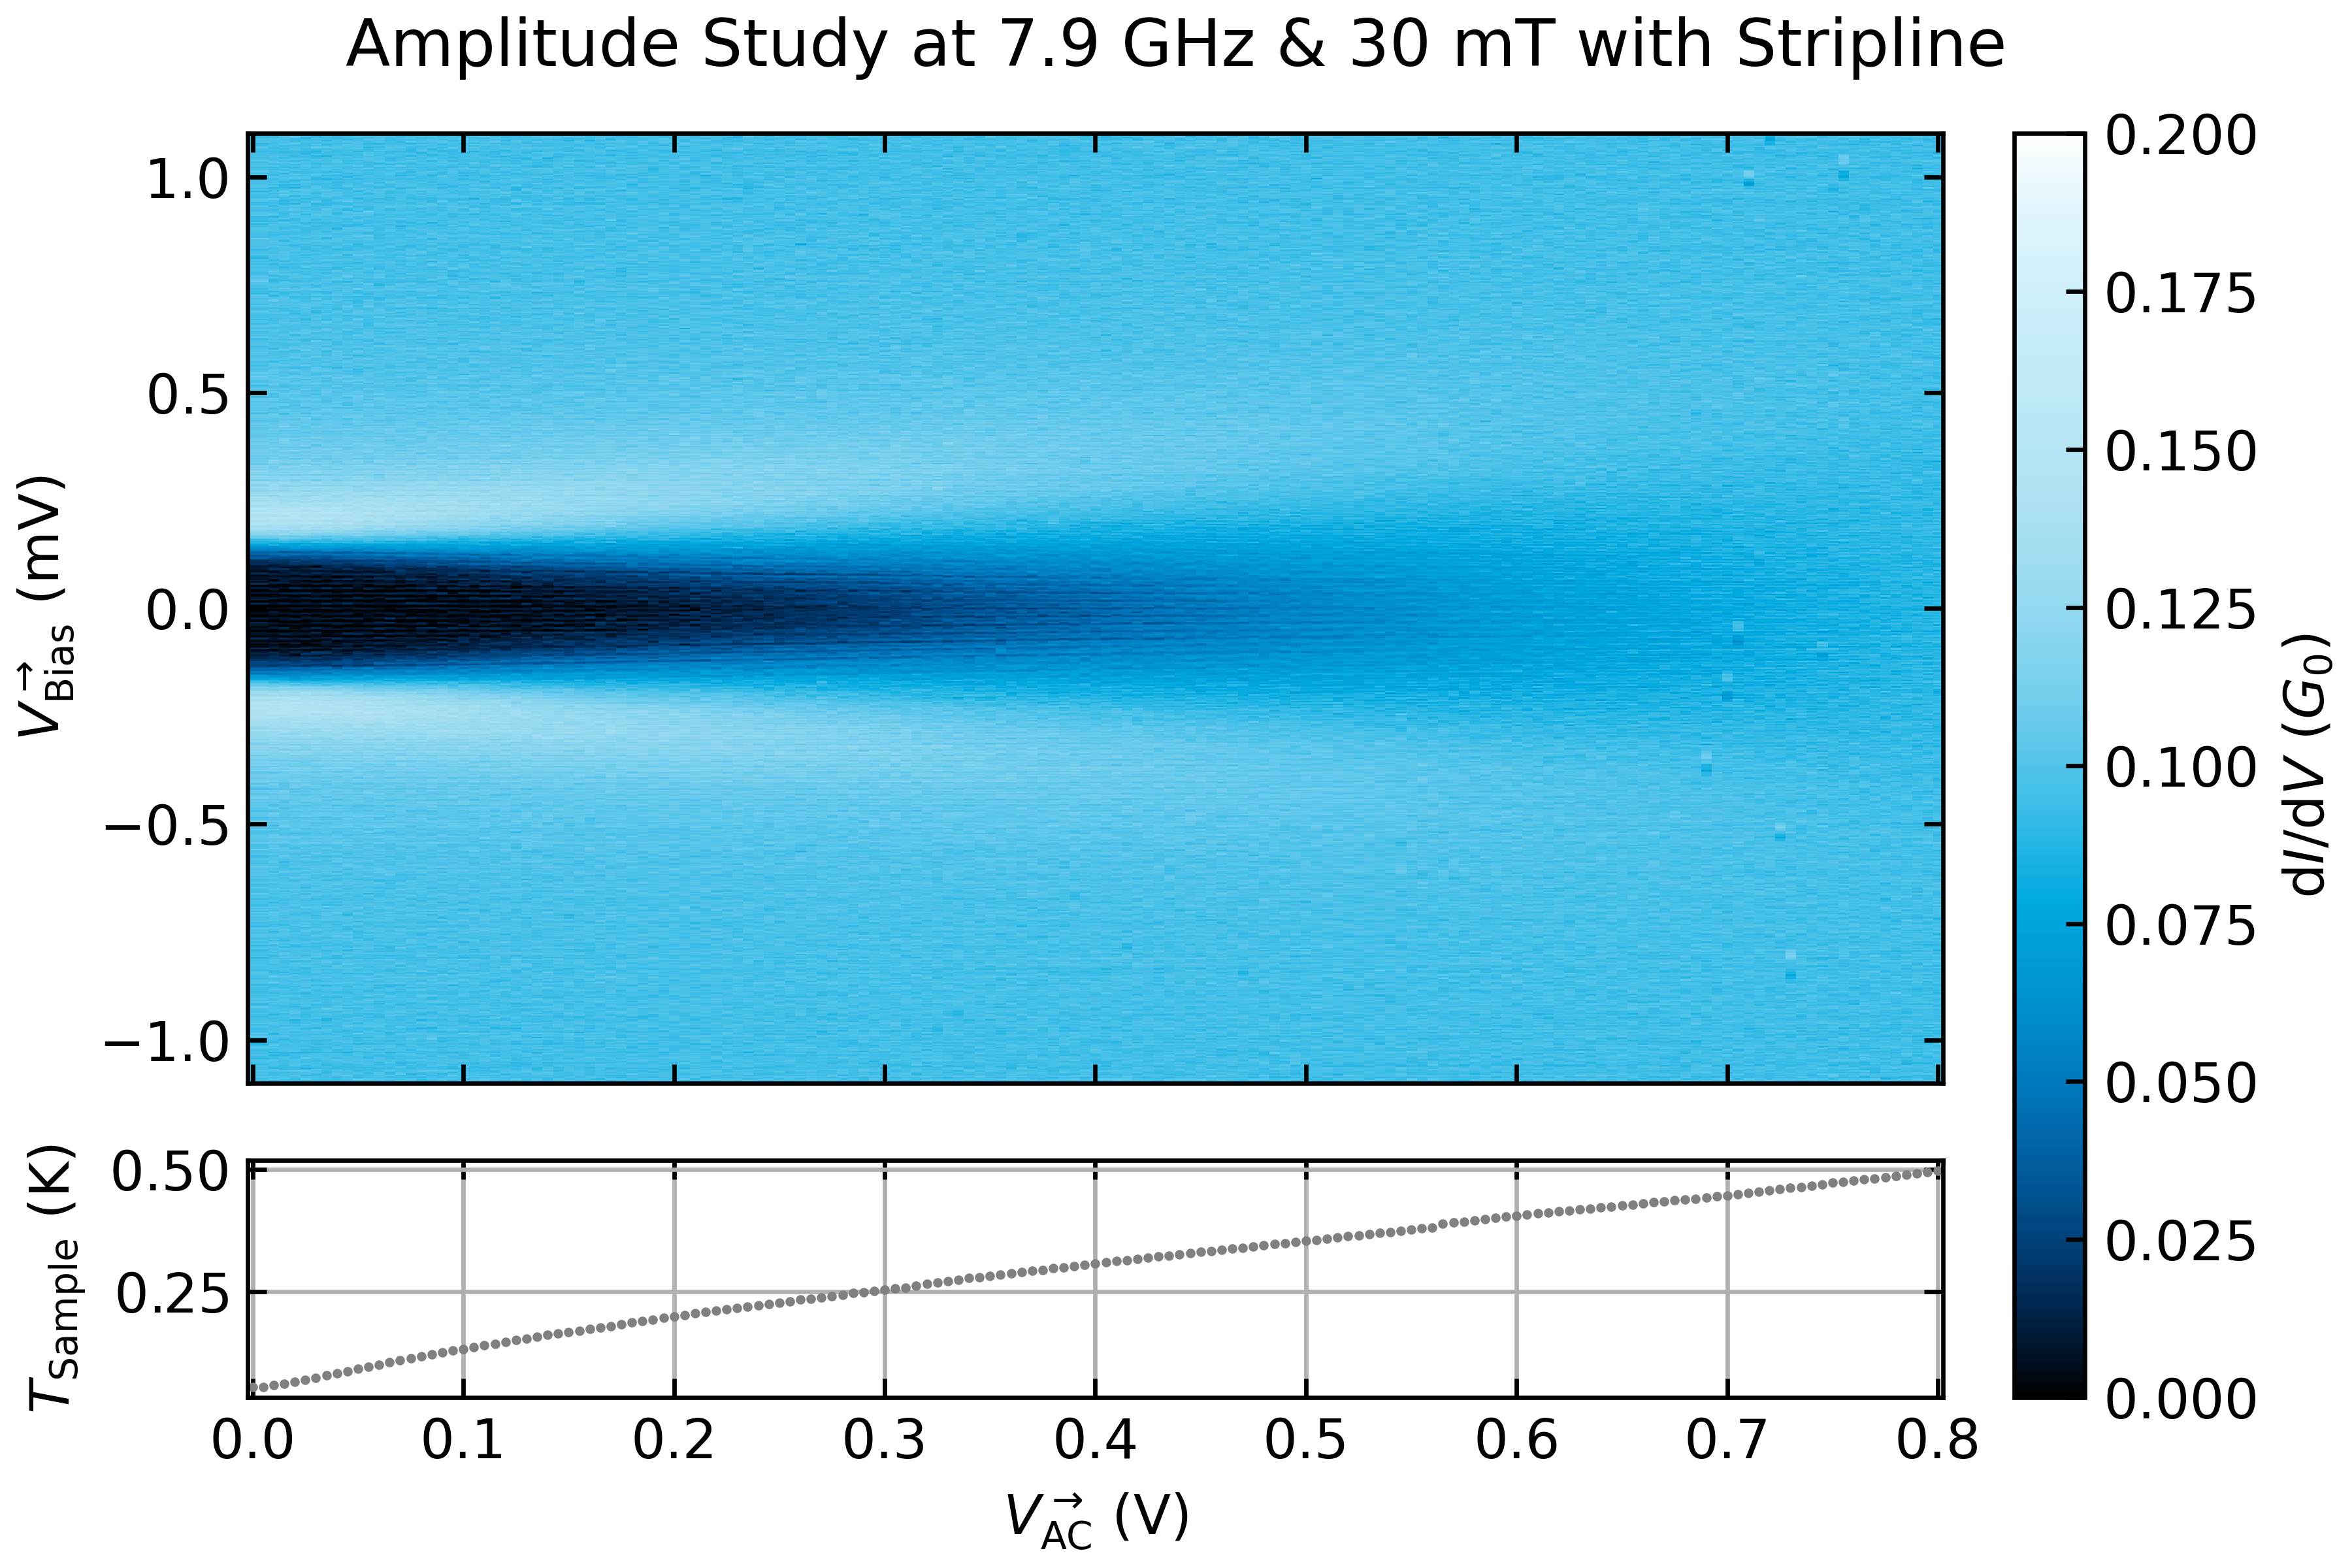 Amplitude Study at 7.9 GHz & 30 mT with Stripline
1.0
0.5
0.0
−0.5
−1.0
V→Bias (mV)
0.200
0.175
0.150
0.125
0.100
0.075
0.050
0.025
0.000
dI/dV (G0)
0.50
0.25
TSample (K)
0.0 0.1 0.2 0.3 0.4 0.5 0.6 0.7 0.8
V→AC (V)